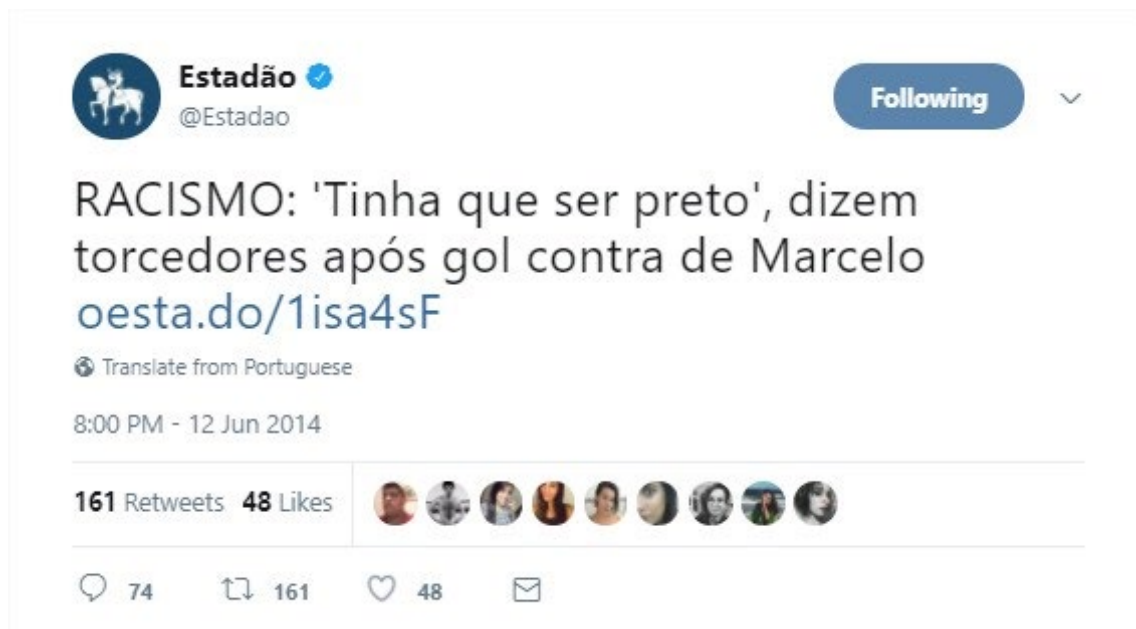 Estadão
@Estadao
Following
RACISMO: 'Tinha que ser preto', dizem
torcedores após gol contra de Marcelo
oesta.do/1isa4sF
Translate from Portuguese
8:00 PM - 12 Jun 2014
161 Retweets 48 Likes
74 161 48